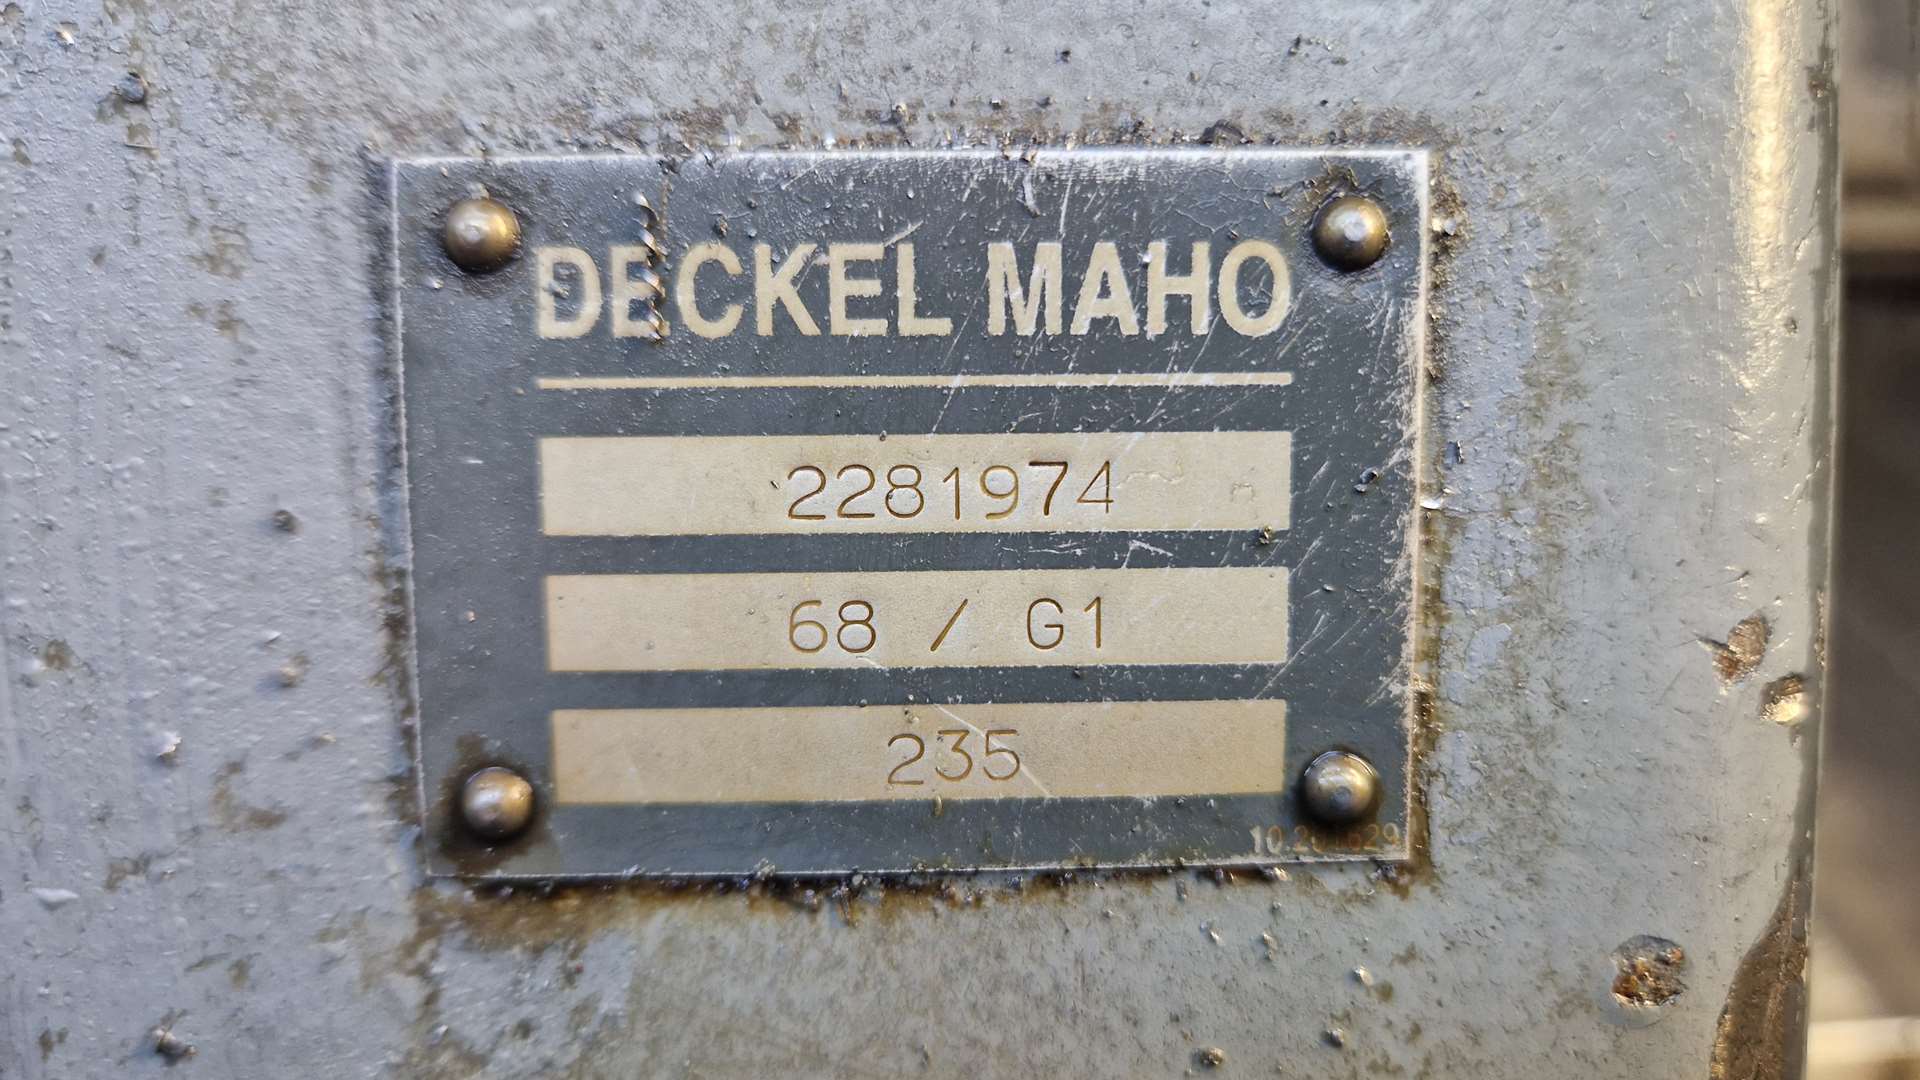 DECKEL MAHO
2281974
68 / G1
235